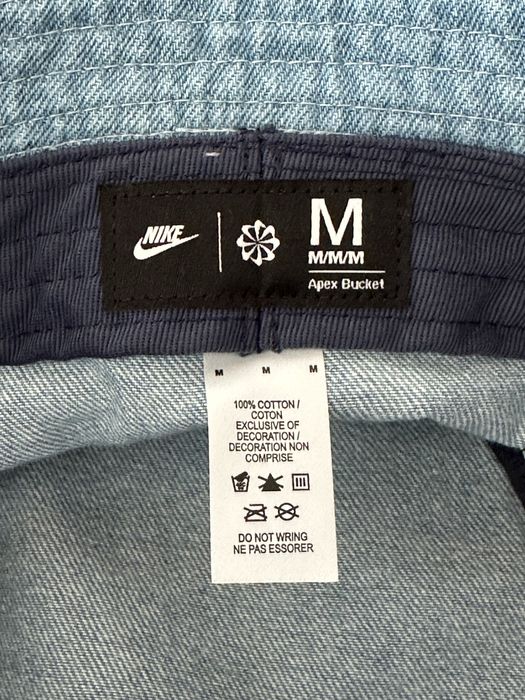 NIKE
M
M/M/M
Apex Bucket
M M M
100% COTTON /
COTON
EXCLUSIVE OF
DECORATION /
DECORATION NON
COMPRISE
DO NOT WRING
NE PAS ESSORER